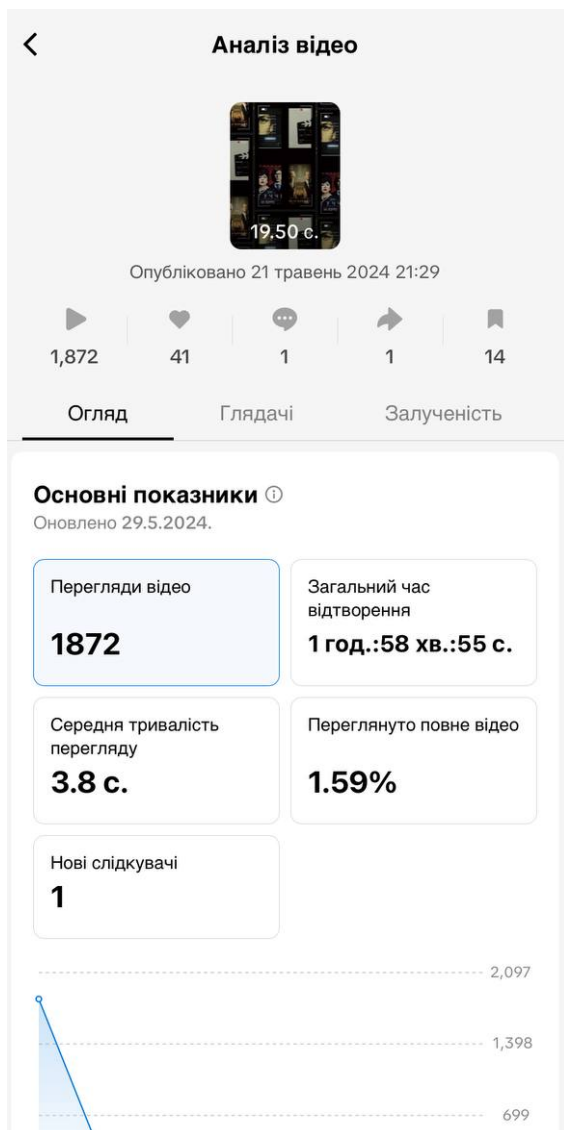 Аналіз відео
19.50 с.
Опубліковано 21 травень 2024 21:29
1,872 41 1 1 14
Огляд Глядачі Залученість
Основні показники
Оновлено 29.5.2024.
Перегляди відео
1872
Загальний час
відтворення
1 год.:58 хв.:55 с.
Середня тривалість
перегляду
3.8 с.
Переглянуто повне відео
1.59%
Нові слідкувачі
1
2,097
1,398
699